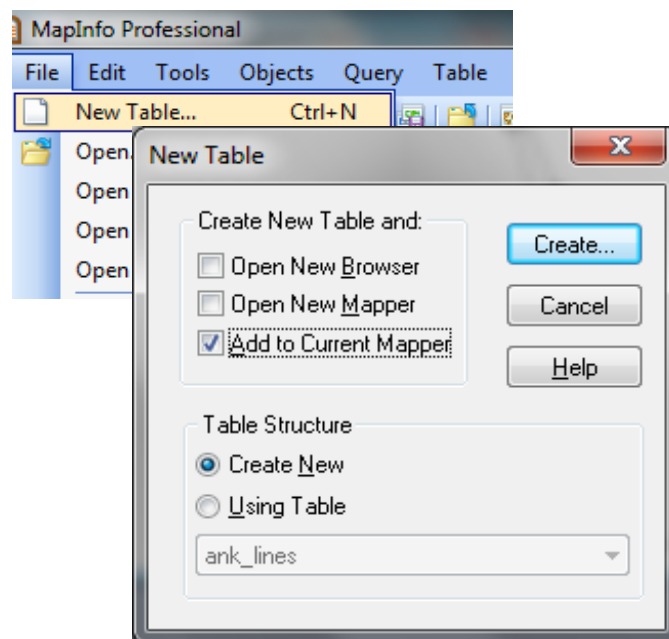 MapInfo Professional
File Edit Tools Objects Query Table
New Table... Ctrl+N
Open.
Open
Open
Open
New Table
x
Create New Table and:
Open New Browser
Open New Mapper
Add to Current Mapper
Create...
Cancel
Help
Table Structure
Create New
Using Table
ank_lines